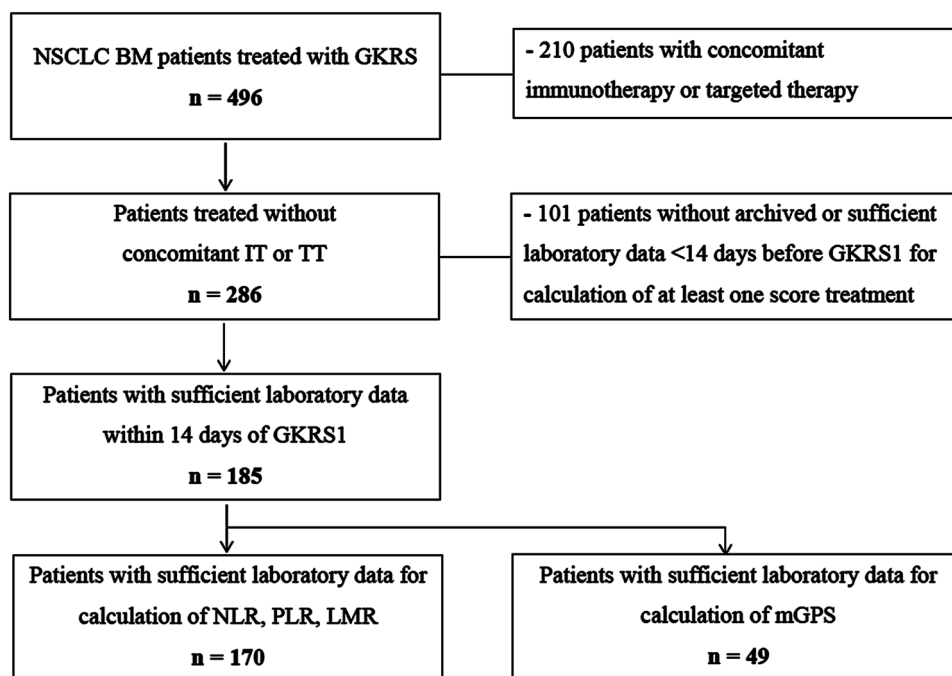 NSCLC BM patients treated with GKRS
n = 496
- 210 patients with concomitant
immunotherapy or targeted therapy
Patients treated without
concomitant IT or TT
n = 286
- 101 patients without archived or sufficient
laboratory data <14 days before GKRS1 for
calculation of at least one score treatment
Patients with sufficient laboratory data
within 14 days of GKRS1
n = 185
Patients with sufficient laboratory data for
calculation of NLR, PLR, LMR
n = 170
Patients with sufficient laboratory data for
calculation of mGPS
n = 49